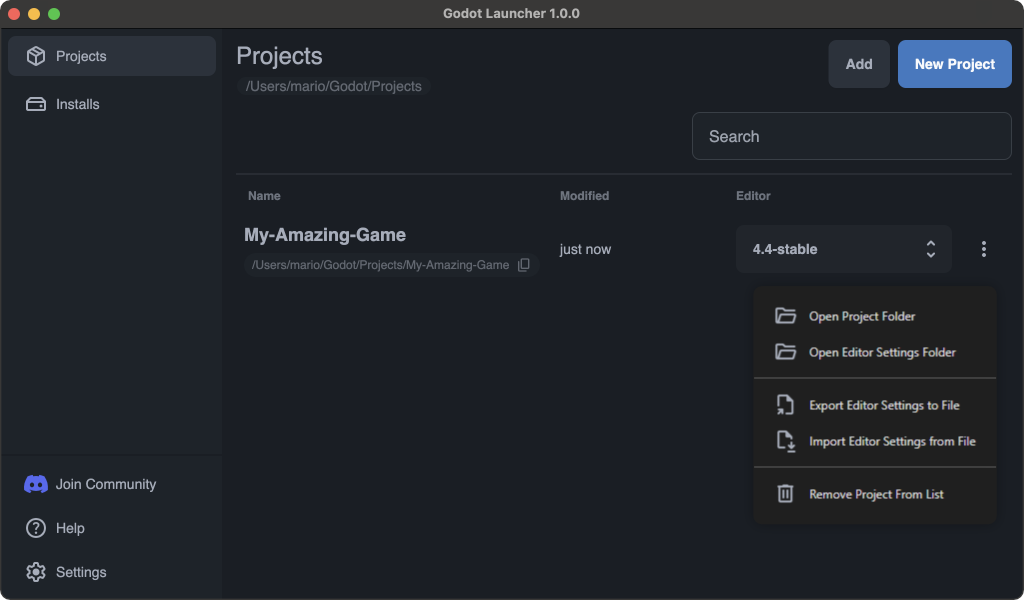 Godot Launcher 1.0.0
Projects
Installs
Join Community
Help
Settings
Projects
/Users/mario/Godot/Projects
Add
New Project
Search
Name Modified Editor
My-Amazing-Game
/Users/mario/Godot/Projects/My-Amazing-Game
just now
4.4-stable
Open Project Folder
Open Editor Settings Folder
Export Editor Settings to File
Import Editor Settings from File
Remove Project From List